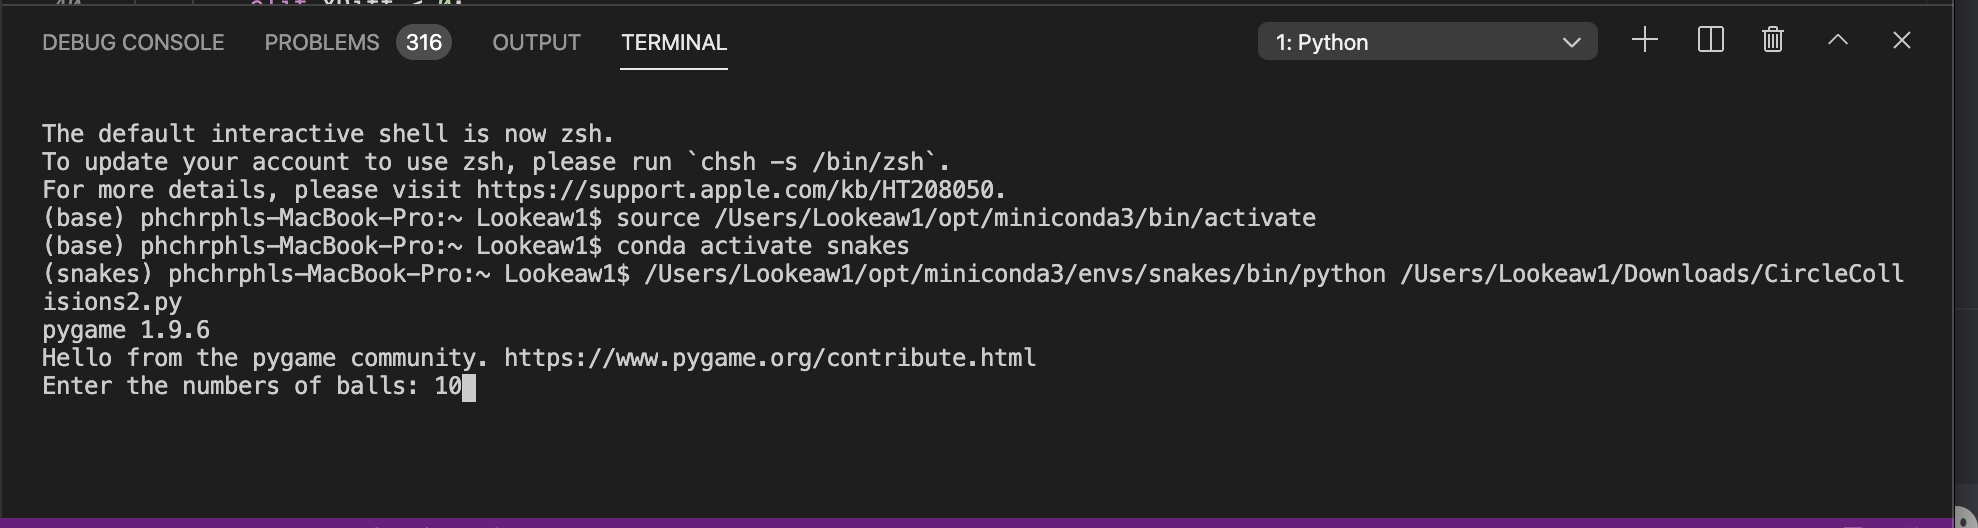 DEBUG CONSOLE PROBLEMS 316 OUTPUT TERMINAL 1: Python
The default interactive shell is now zsh.
To update your account to use zsh, please run `chsh -s /bin/zsh`.
For more details, please visit https://support.apple.com/kb/HT208050.
(base) phchrphls-MacBook-Pro:~ Lookeaw1$ source /Users/Lookeaw1/opt/miniconda3/bin/activate
(base) phchrphls-MacBook-Pro:~ Lookeaw1$ conda activate snakes
(snakes) phchrphls-MacBook-Pro:~ Lookeaw1$ /Users/Lookeaw1/opt/miniconda3/envs/snakes/bin/python /Users/Lookeaw1/Downloads/CircleColl
isions2.py
pygame 1.9.6
Hello from the pygame community. https://www.pygame.org/contribute.html
Enter the numbers of balls: 10